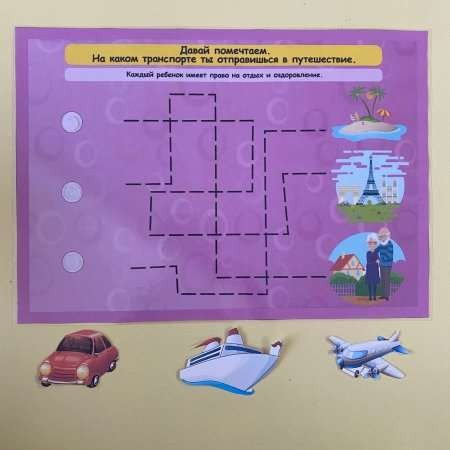 Давай помечтаем.
На каком транспорте ты отправишься в путешествие.
Каждый ребенок имеет право на отдых и оздоровление.